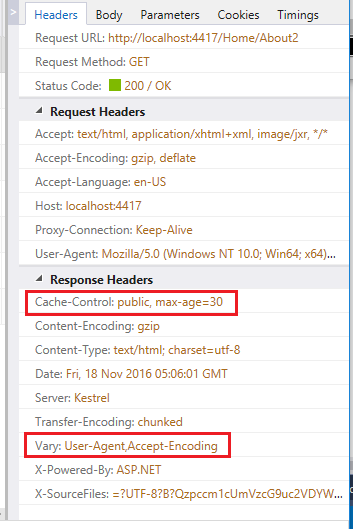 > Headers Body Parameters Cookies Timings
Request URL: http://localhost:4417/Home/About2
Request Method: GET
Status Code: 200 / OK
Request Headers
Accept: text/html, application/xhtml+xml, image/jxr, */*
Accept-Encoding: gzip, deflate
Accept-Language: en-US
Host: localhost:4417
Proxy-Connection: Keep-Alive
User-Agent: Mozilla/5.0 (Windows NT 10.0; Win64; x64)...
Response Headers
Cache-Control: public, max-age=30
Content-Encoding: gzip
Content-Type: text/html; charset=utf-8
Date: Fri, 18 Nov 2016 05:06:01 GMT
Server: Kestrel
Transfer-Encoding: chunked
Vary: User-Agent,Accept-Encoding
X-Powered-By: ASP.NET
X-SourceFiles: =?UTF-8?B?Qzpccm1cUmVzcG9uc2VDYW...